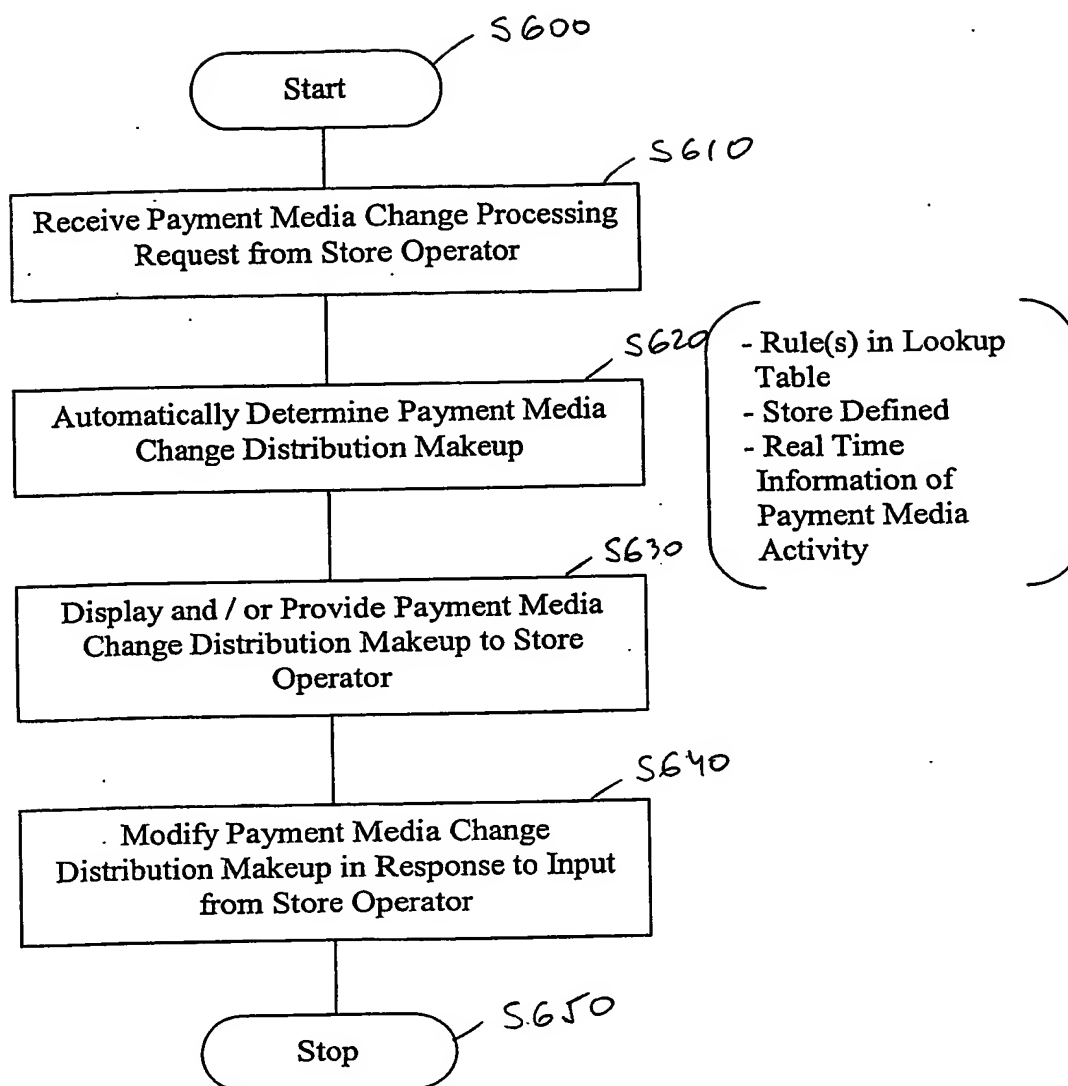 S600
Start
S610
Receive Payment Media Change Processing
Request from Store Operator
S620
- Rule(s) in Lookup
Table
- Store Defined
- Real Time
Information of
Payment Media
Activity
Automatically Determine Payment Media
Change Distribution Makeup
S630
Display and / or Provide Payment Media
Change Distribution Makeup to Store
Operator
S640
Modify Payment Media Change
Distribution Makeup in Response to Input
from Store Operator
S650
Stop